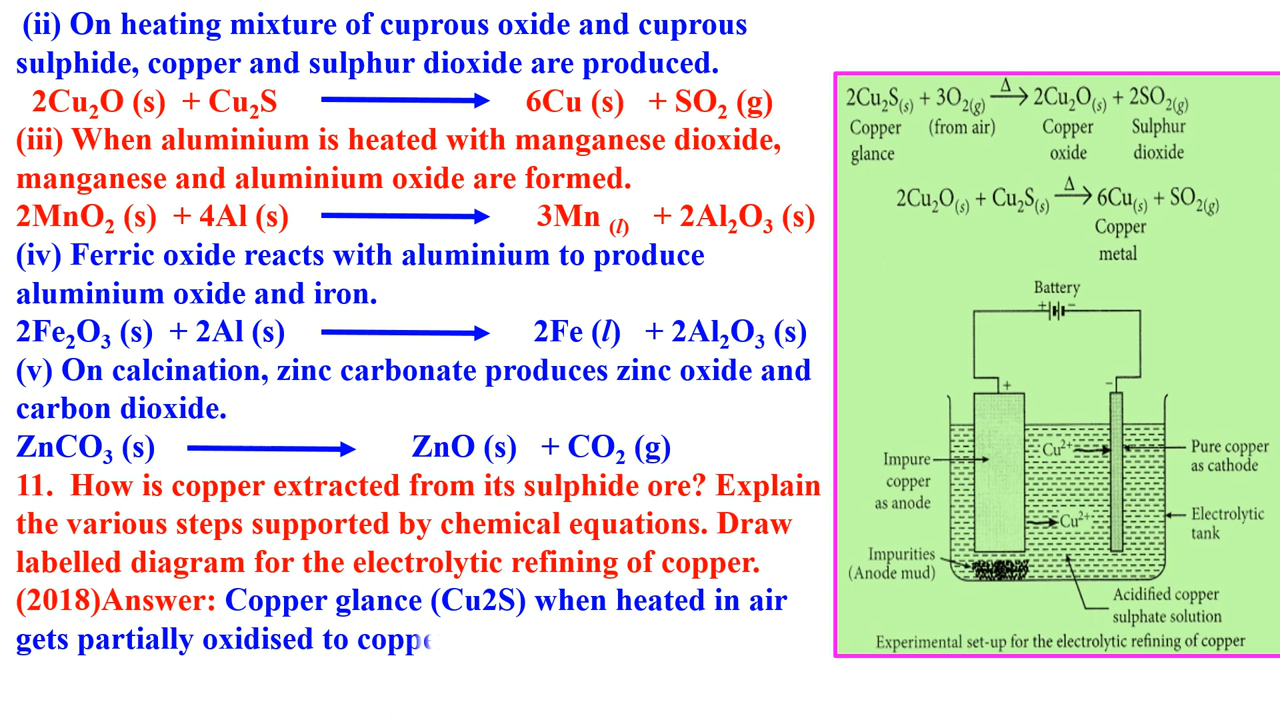 (ii) On heating mixture of cuprous oxide and cuprous
sulphide, copper and sulphur dioxide are produced.
2Cu₂O (s) + Cu₂S ⟶ 6Cu (s) + SO₂ (g)
(iii) When aluminium is heated with manganese dioxide,
manganese and aluminium oxide are formed.
2MnO₂ (s) + 4Al (s) ⟶ 3Mn (l) + 2Al₂O₃ (s)
(iv) Ferric oxide reacts with aluminium to produce
aluminium oxide and iron.
2Fe₂O₃ (s) + 2Al (s) ⟶ 2Fe (l) + 2Al₂O₃ (s)
(v) On calcination, zinc carbonate produces zinc oxide and
carbon dioxide.
ZnCO₃ (s) ⟶ ZnO (s) + CO₂ (g)
11. How is copper extracted from its sulphide ore? Explain
the various steps supported by chemical equations. Draw
labelled diagram for the electrolytic refining of copper.
(2018)Answer: Copper glance (Cu2S) when heated in air
gets partially oxidised to
2Cu₂S(s) + 3O₂(g) Δ⟶ 2Cu₂O(s) + 2SO₂(g)
Copper (from air) Copper Sulphur
glance oxide dioxide
2Cu₂O(s) + Cu₂S(s) Δ⟶ 6Cu(s) + SO₂(g)
Copper
metal
Battery
+ −
+ −
Cu²⁺
Impure
copper
as anode
Pure copper
as cathode
Cu²⁺
Electrolytic
tank
Impurities
(Anode mud)
Acidified copper
sulphate solution
Experimental set-up for the electrolytic refining of copper